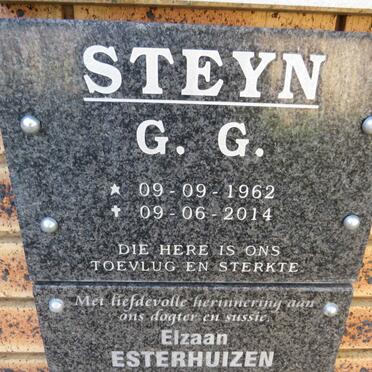 STEYN
G. G.
★ 09-09-1962
✝ 09-06-2014
DIE HERE IS ONS
TOEVLUG EN STERKTE
Met liefdevolle herinnering aan
ons dogter en sussie,
Elzaan
ESTERHUIZEN